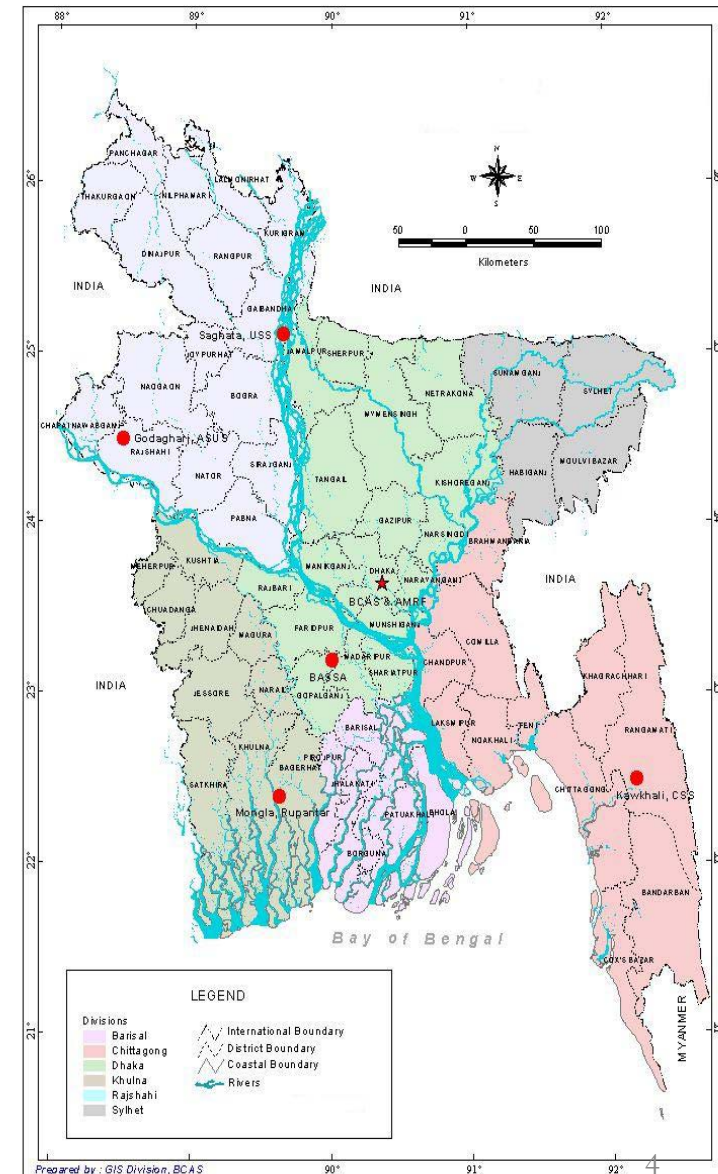 88° 89° 90° 91° 92°
N
W E
S
PANCHAGAR
LALMONIRHAT
THAKURGAON
NILPHAMARI
26°
KURIGRAM
DINAJPUR
RANGPUR
50 0 50 100
Kilometers
INDIA
INDIA
GAIBANDHA
Saghata, USS
25°
JAMALPUR
SHERPUR
SUNAMGANJ
NAOGAON
BOGRA
NETRAKONA
SYLHET
MYMENSINGH
Godaghari, ASUS
RAJSHAHI
MOULVIBAZAR
HABIGANJ
SIRAJGANJ
TANGAIL
KISHOREGANJ
NATOR
24°
PABNA
GAZIPUR
NARSINGDI
KUSHTIA
MEHERPUR
MANIKGANJ
DHAKA
NARAYANGANJ
INDIA
RAJBARI
BCAS & AMRF
CHUADANGA
JHENAIDAH
MAGURA
FARIDPUR
MUNSHIGANJ
COMILLA
MADARIPUR
CHANDPUR
KHAGRACHHARI
BASSA
SHARIATPUR
23°
INDIA
JESSORE
NARAIL
GOPALGANJ
LAKSMIPUR
FENI
NOAKHALI
RANGAMATI
BARISAL
KHULNA
PIROJPUR
BAGERHAT
SATKHIRA
JHALAKATI
CHITTAGONG
Kawkhali, CSS
Mongla, Rupantar
PATUAKHALI
BHOLA
22°
BORGUNA
BANDARBAN
Bay of Bengal
COX'S BAZAR
LEGEND
Divisions
Barisal
Chittagong
Dhaka
Khulna
Rajshahi
Sylhet
International Boundary
District Boundary
Coastal Boundary
Rivers
21°
MYANMER
89° 90° 91° 92°
Prepared by : GIS Division, BCAS
4